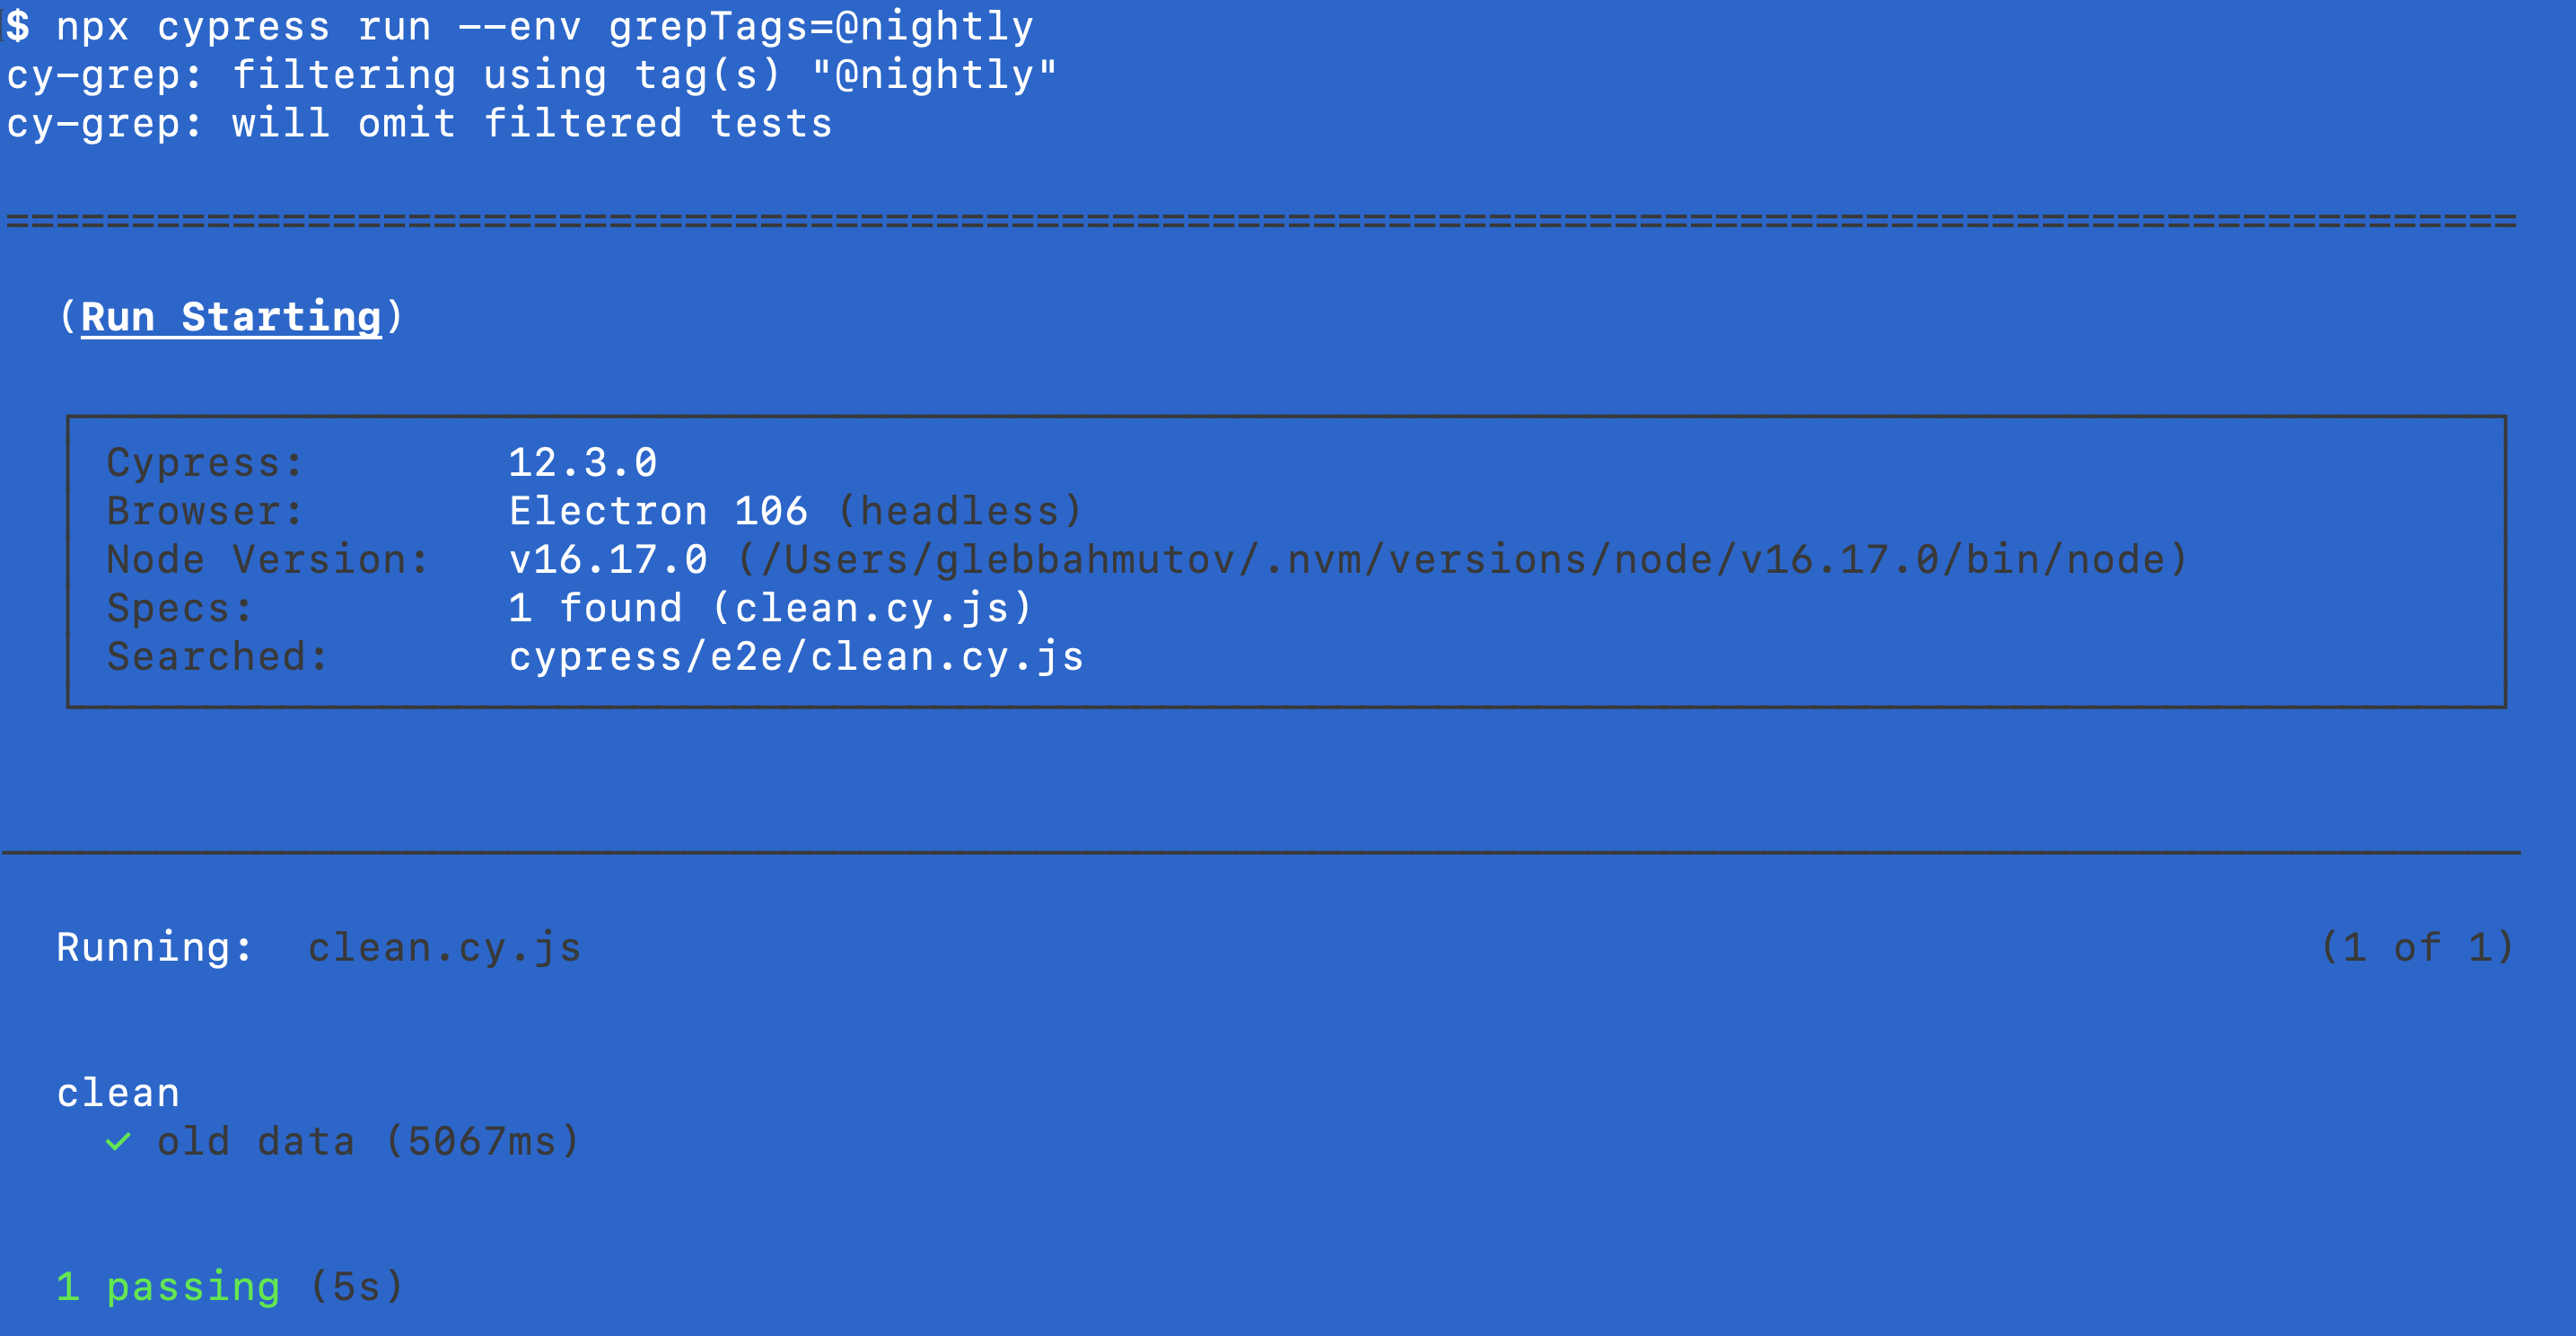 $ npx cypress run --env grepTags=@nightly
cy-grep: filtering using tag(s) "@nightly"
cy-grep: will omit filtered tests
====================================================================================================
(Run Starting)
Cypress: 12.3.0
Browser: Electron 106 (headless)
Node Version: v16.17.0 (/Users/glebbahmutov/.nvm/versions/node/v16.17.0/bin/node)
Specs: 1 found (clean.cy.js)
Searched: cypress/e2e/clean.cy.js
Running: clean.cy.js (1 of 1)
clean
✓ old data (5067ms)
1 passing (5s)